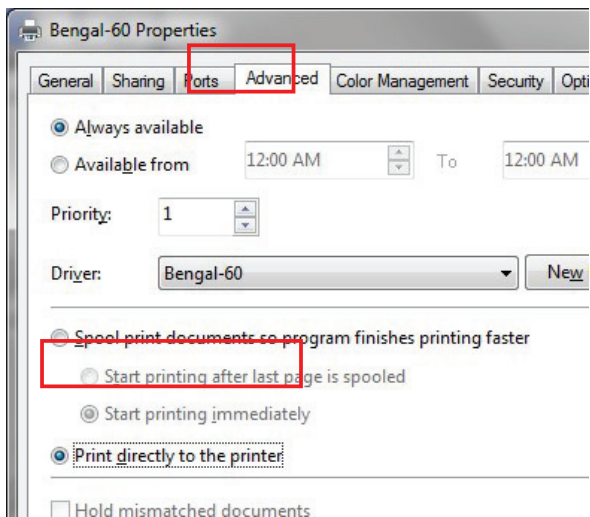 Bengal-60 Properties
General Sharing Ports Advanced Color Management Security Opti
Always available
Available from 12:00 AM To 12:00 AM
Priority: 1
Driver: Bengal-60 New
Spool print documents so program finishes printing faster
Start printing after last page is spooled
Start printing immediately
Print directly to the printer
Hold mismatched documents